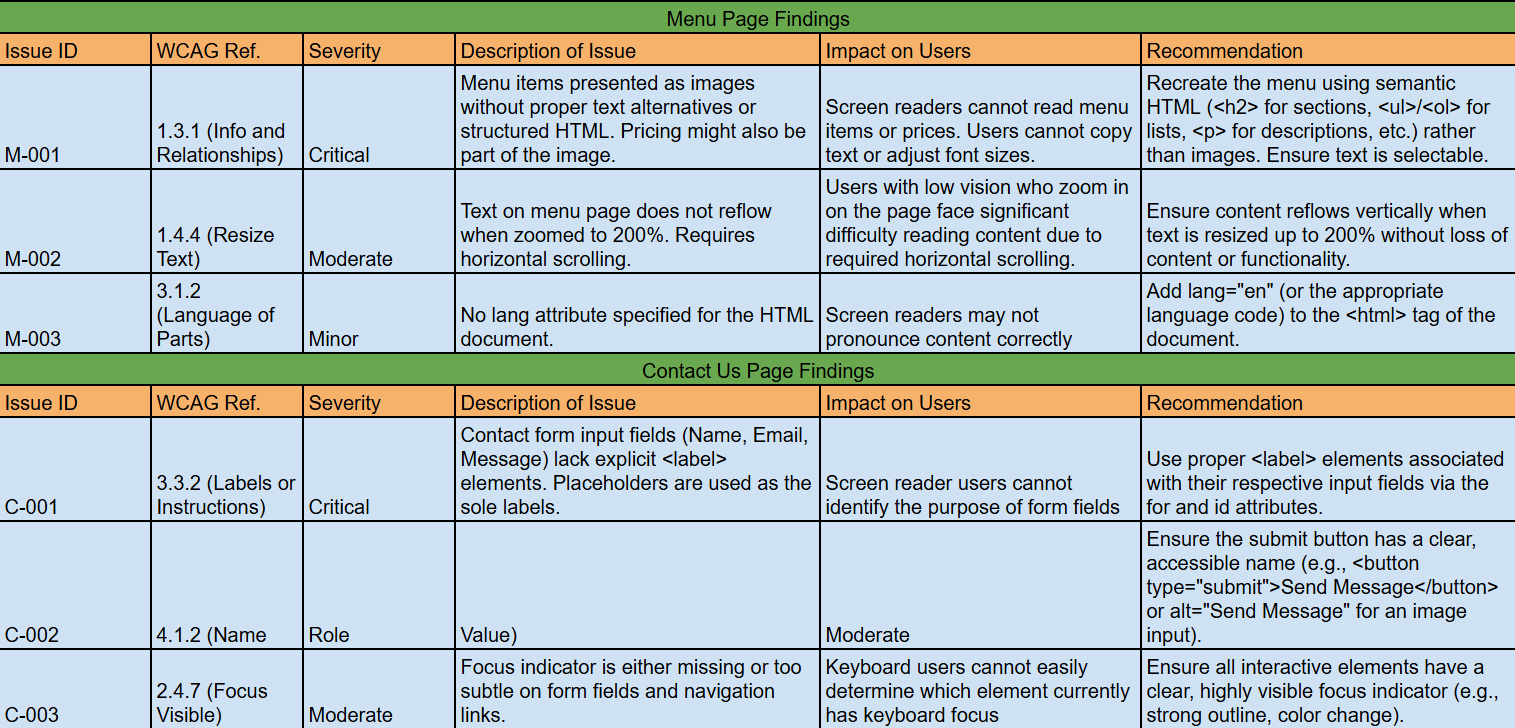 Menu Page Findings
Issue ID WCAG Ref. Severity Description of Issue Impact on Users Recommendation
M-001
1.3.1 (Info and
Relationships)
Critical
Menu items presented as images
without proper text alternatives or
structured HTML. Pricing might also be
part of the image.
Screen readers cannot read menu
items or prices. Users cannot copy
text or adjust font sizes.
Recreate the menu using semantic
HTML (<h2> for sections, <ul>/<ol> for
lists, <p> for descriptions, etc.) rather
than images. Ensure text is selectable.
M-002
1.4.4 (Resize
Text)
Moderate
Text on menu page does not reflow
when zoomed to 200%. Requires
horizontal scrolling.
Users with low vision who zoom in
on the page face significant
difficulty reading content due to
required horizontal scrolling.
Ensure content reflows vertically when
text is resized up to 200% without loss of
content or functionality.
M-003
3.1.2
(Language of
Parts)
Minor
No lang attribute specified for the HTML
document.
Screen readers may not
pronounce content correctly
Add lang="en" (or the appropriate
language code) to the <html> tag of the
document.
Contact Us Page Findings
Issue ID WCAG Ref. Severity Description of Issue Impact on Users Recommendation
C-001
3.3.2 (Labels or
Instructions)
Critical
Contact form input fields (Name, Email,
Message) lack explicit <label>
elements. Placeholders are used as the
sole labels.
Screen reader users cannot
identify the purpose of form fields
Use proper <label> elements associated
with their respective input fields via the
for and id attributes.
C-002
4.1.2 (Name
Role
Value)
Moderate
Ensure the submit button has a clear,
accessible name (e.g., <button
type="submit">Send Message</button>
or alt="Send Message" for an image
input).
C-003
2.4.7 (Focus
Visible)
Moderate
Focus indicator is either missing or too
subtle on form fields and navigation
links.
Keyboard users cannot easily
determine which element currently
has keyboard focus
Ensure all interactive elements have a
clear, highly visible focus indicator (e.g.,
strong outline, color change).